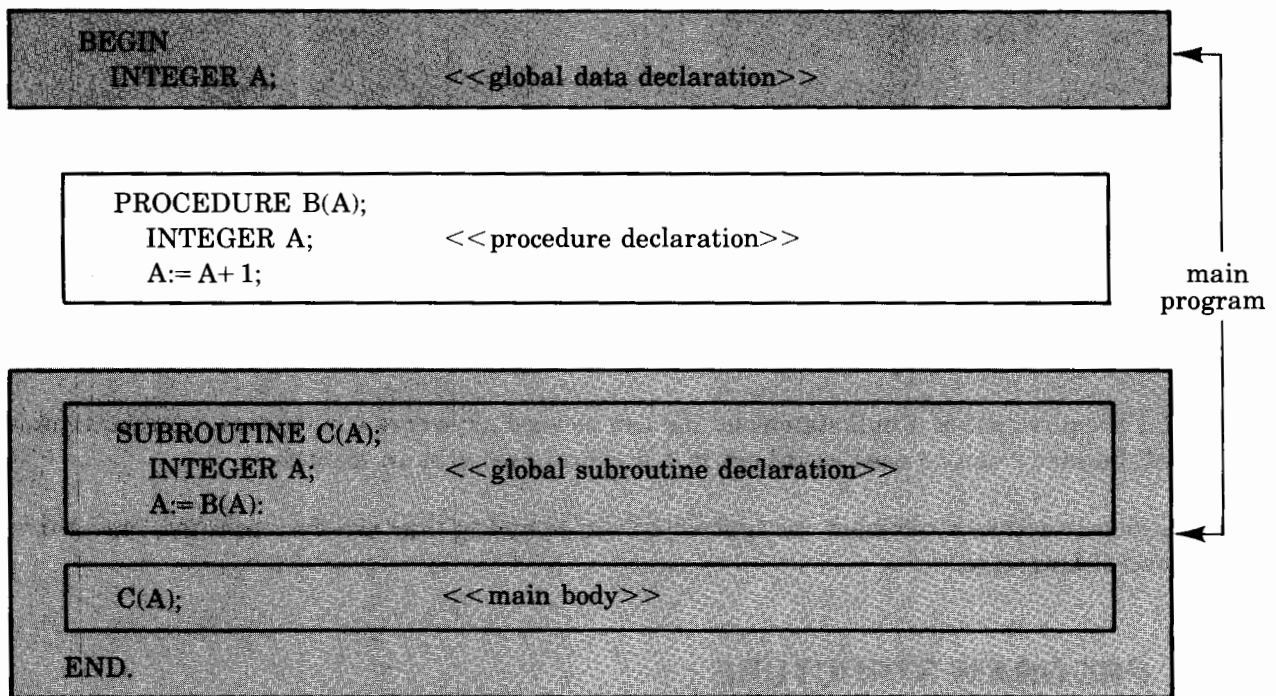 BEGIN
INTEGER A; <<global data declaration>>
PROCEDURE B(A);
INTEGER A; <<procedure declaration>>
A:= A+1;
main
program
SUBROUTINE C(A);
INTEGER A; <<global subroutine declaration>>
A:= B(A):
C(A); <<main body>>
END.